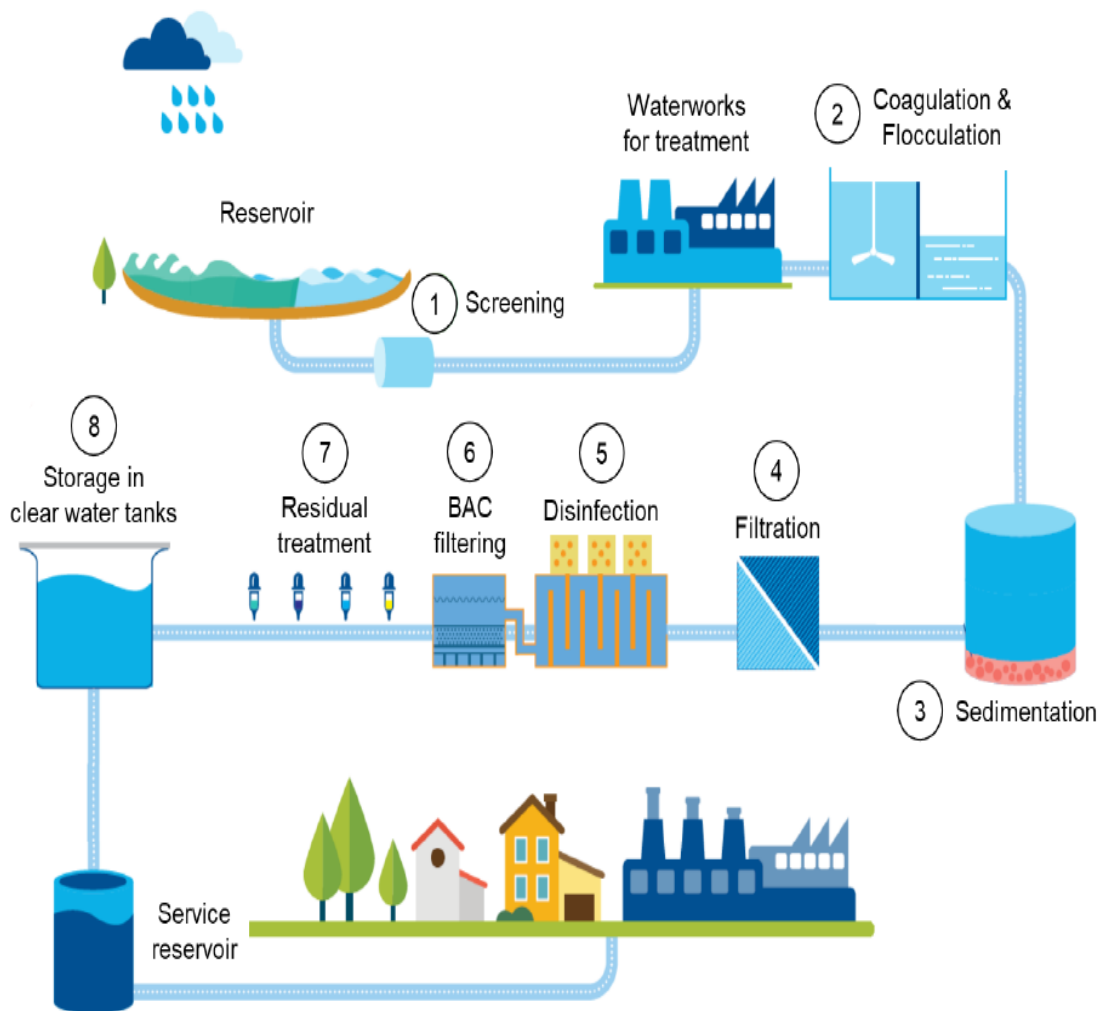 Reservoir
1
Screening
Waterworks
for treatment
2
Coagulation &
Flocculation
3
Sedimentation
4
Filtration
5
Disinfection
6
BAC
filtering
7
Residual
treatment
8
Storage in
clear water tanks
Service
reservoir